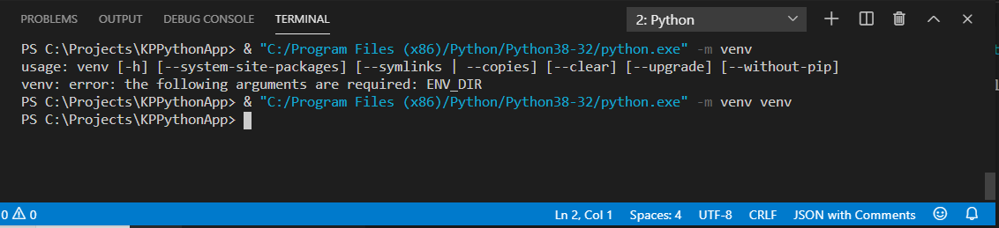 PROBLEMS OUTPUT DEBUG CONSOLE TERMINAL 2: Python
PS C:\Projects\KPPythonApp> & "C:/Program Files (x86)/Python/Python38-32/python.exe" -m venv
usage: venv [-h] [--system-site-packages] [--symlinks | --copies] [--clear] [--upgrade] [--without-pip]
venv: error: the following arguments are required: ENV_DIR
PS C:\Projects\KPPythonApp> & "C:/Program Files (x86)/Python/Python38-32/python.exe" -m venv venv
PS C:\Projects\KPPythonApp>
0 0 Ln 2, Col 1 Spaces: 4 UTF-8 CRLF JSON with Comments